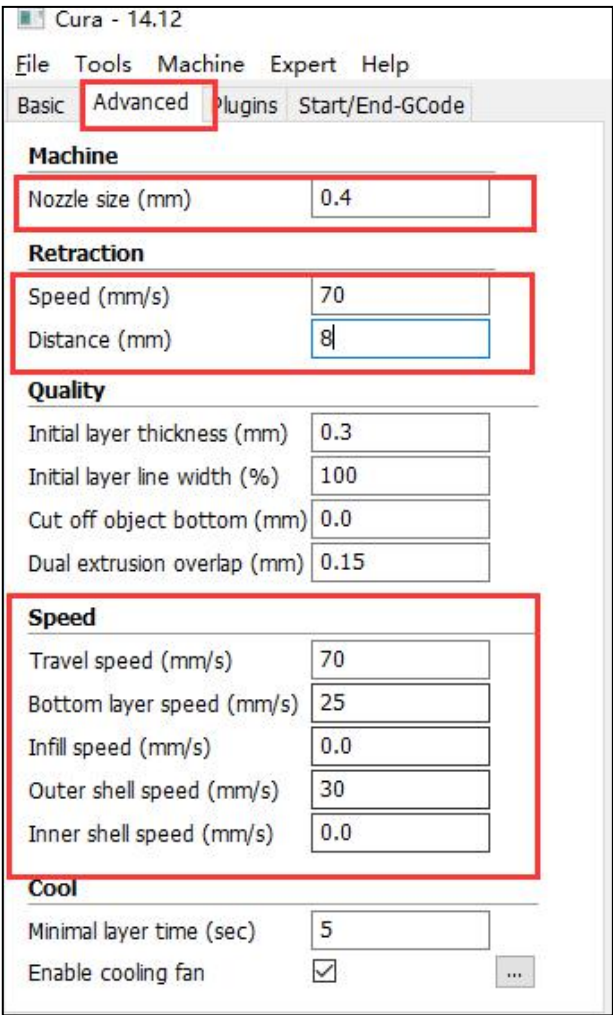 Cura - 14.12
File Tools Machine Expert Help
Basic Advanced Plugins Start/End-GCode
Machine
Nozzle size (mm) 0.4
Retraction
Speed (mm/s) 70
Distance (mm) 8
Quality
Initial layer thickness (mm) 0.3
Initial layer line width (%) 100
Cut off object bottom (mm) 0.0
Dual extrusion overlap (mm) 0.15
Speed
Travel speed (mm/s) 70
Bottom layer speed (mm/s) 25
Infill speed (mm/s) 0.0
Outer shell speed (mm/s) 30
Inner shell speed (mm/s) 0.0
Cool
Minimal layer time (sec) 5
Enable cooling fan ...